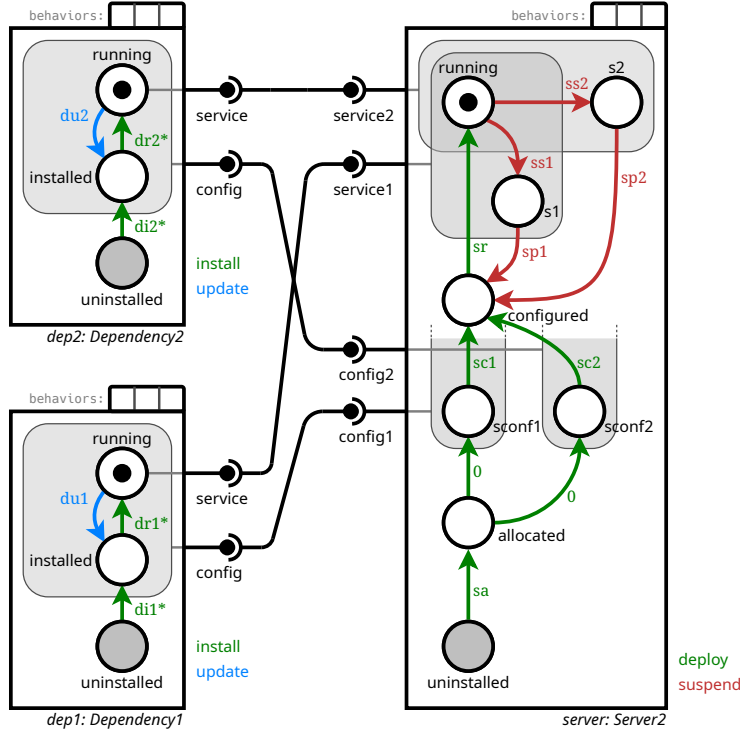 behaviors:
running
du2
dr2*
installed
di2*
uninstalled
install
update
dep2: Dependency2
service
config
service2
service1
config2
config1
behaviors:
running
du1
dr1*
installed
di1*
uninstalled
install
update
dep1: Dependency1
service
config
behaviors:
running
s2
ss2
ss1
s1
sp2
sp1
sr
configured
sc1
sc2
sconf1
sconf2
0
0
allocated
sa
uninstalled
deploy
suspend
server: Server2